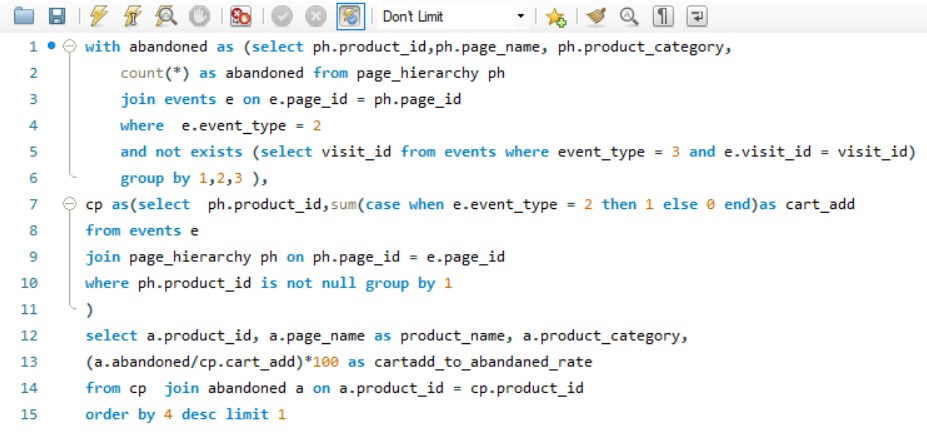 Don't Limit
1 with abandoned as (select ph.product_id,ph.page_name, ph.product_category,
2 count(*) as abandoned from page_hierarchy ph
3 join events e on e.page_id = ph.page_id
4 where  e.event_type = 2
5 and not exists (select visit_id from events where event_type = 3 and e.visit_id = visit_id)
6 group by 1,2,3 ),
7 cp as(select  ph.product_id,sum(case when e.event_type = 2 then 1 else 0 end)as cart_add
8 from events e
9 join page_hierarchy ph on ph.page_id = e.page_id
10 where ph.product_id is not null group by 1
11 )
12 select a.product_id, a.page_name as product_name, a.product_category,
13 (a.abandoned/cp.cart_add)*100 as cartadd_to_abandaned_rate
14 from cp  join abandoned a on a.product_id = cp.product_id
15 order by 4 desc limit 1